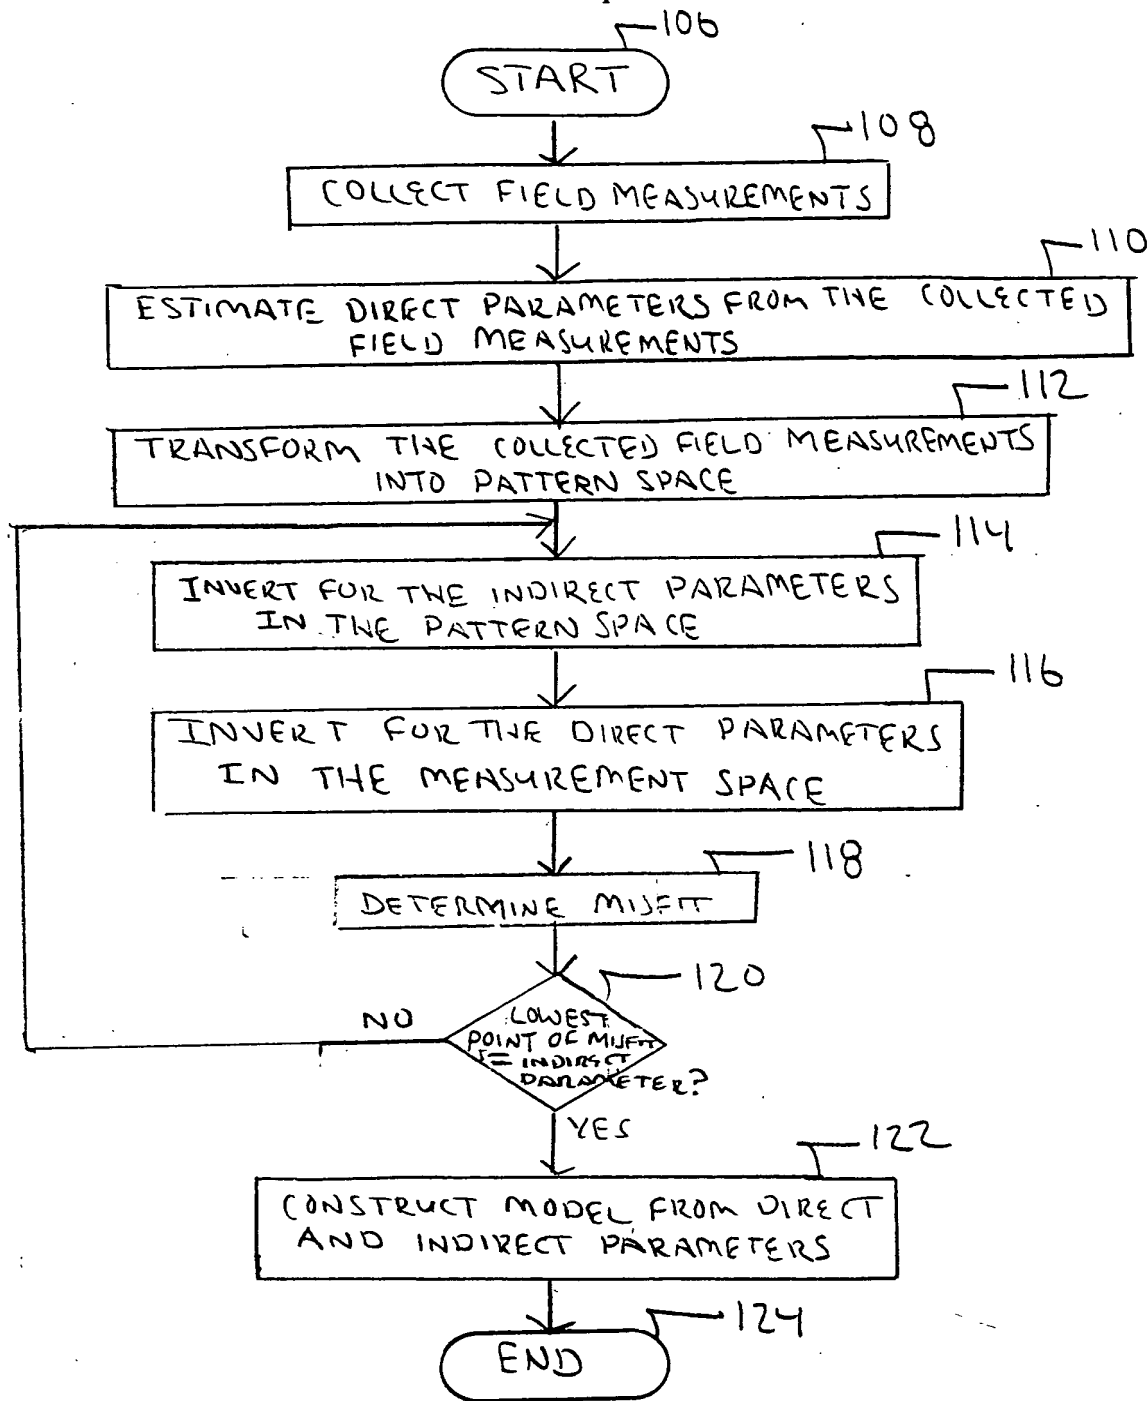 106
START
108
COLLECT FIELD MEASUREMENTS
110
ESTIMATE DIRECT PARAMETERS FROM THE COLLECTED
FIELD MEASUREMENTS
112
TRANSFORM THE COLLECTED FIELD MEASUREMENTS
INTO PATTERN SPACE
114
INVERT FOR THE INDIRECT PARAMETERS
IN THE PATTERN SPACE
116
INVERT FOR THE DIRECT PARAMETERS
IN THE MEASUREMENT SPACE
118
DETERMINE MISFIT
120
NO
LOWEST
POINT OF MISFIT
= INDIRECT
PARAMETER?
YES
122
CONSTRUCT MODEL FROM DIRECT
AND INDIRECT PARAMETERS
124
END